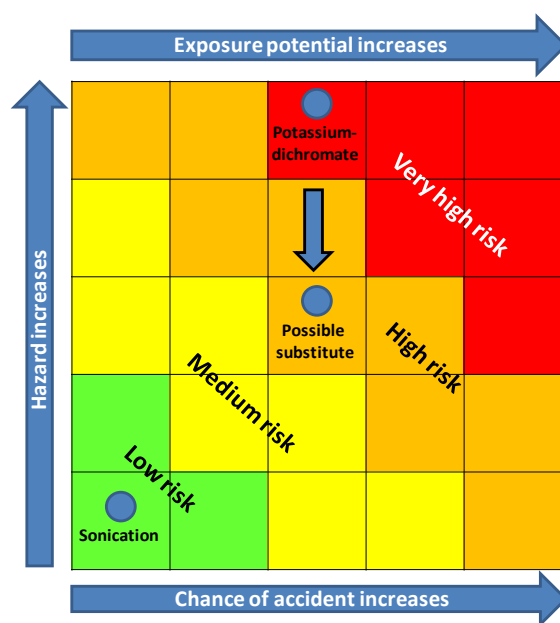 Exposure potential increases
Hazard increases
Potassium-
dichromate
Very high risk
Possible
substitute
High risk
Medium risk
Low risk
Sonication
Chance of accident increases